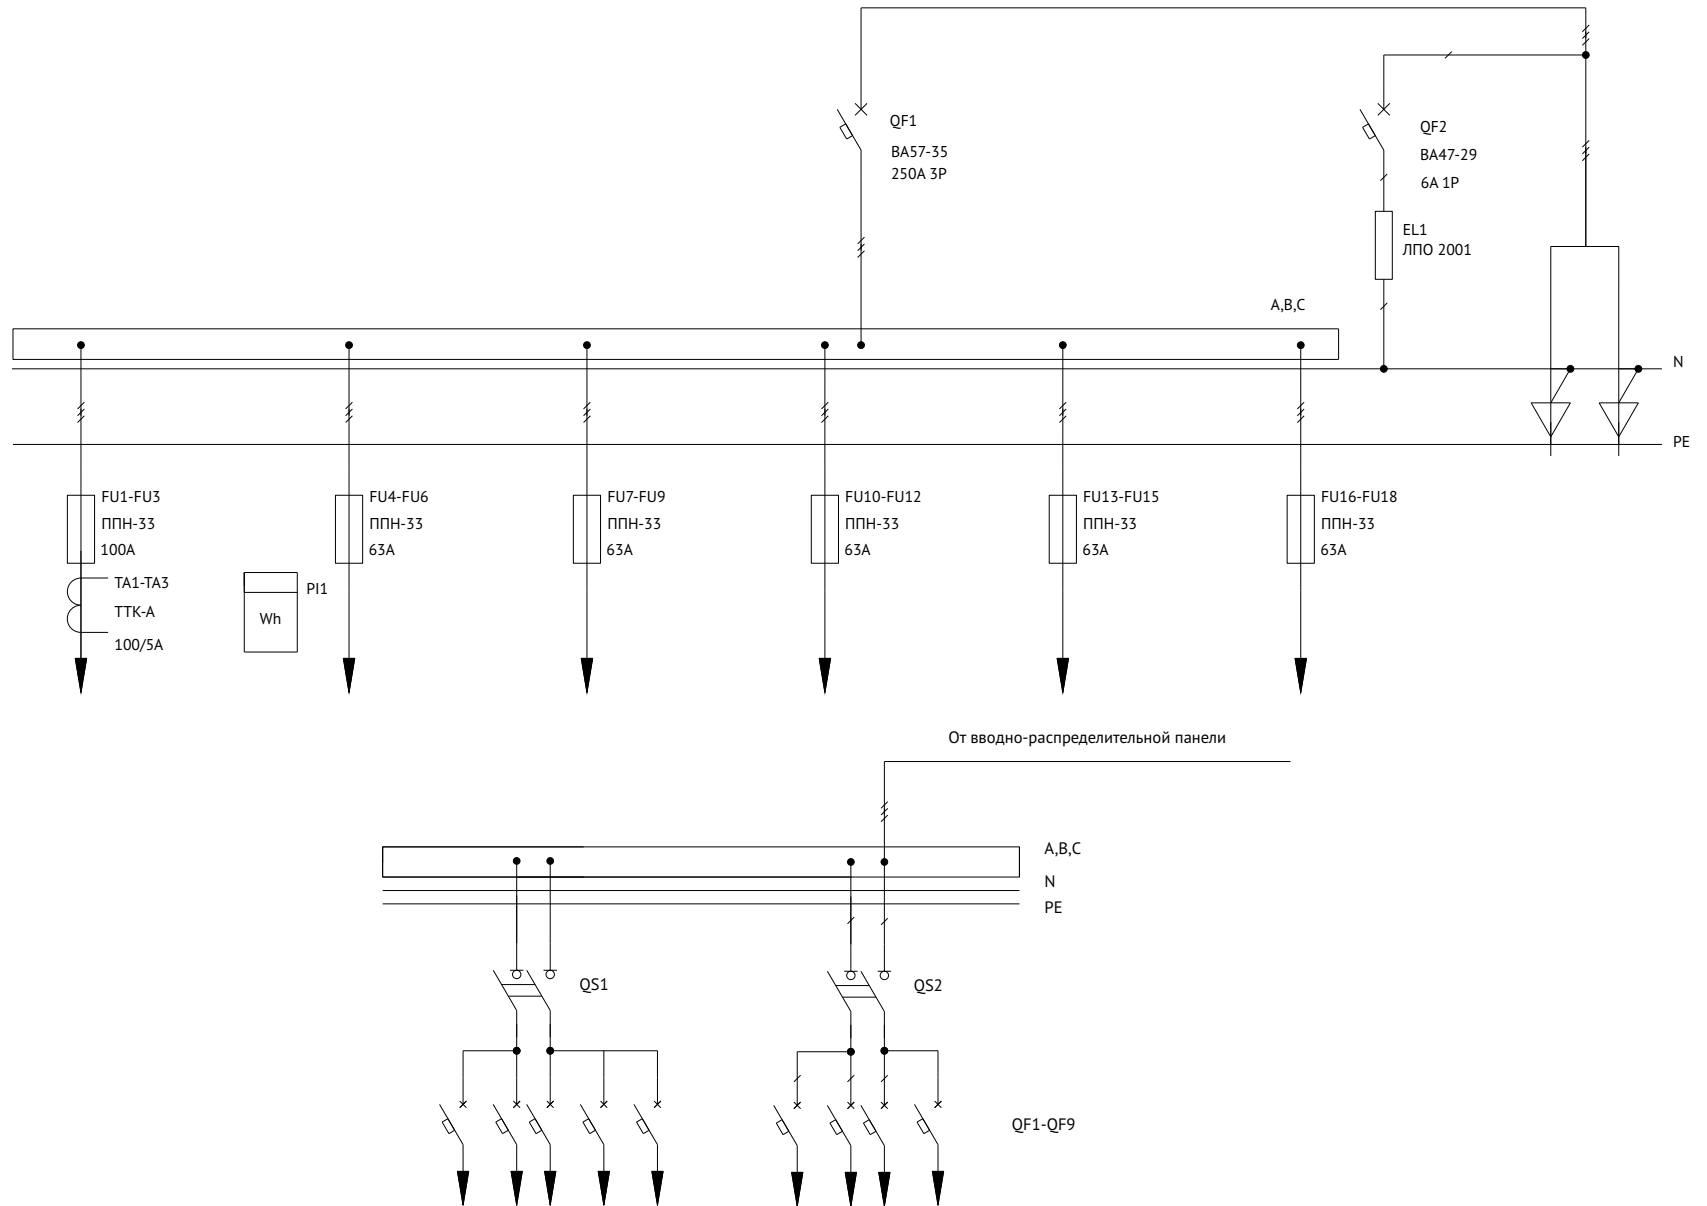 QF1
ВА57-35
250А 3Р
QF2
ВА47-29
6А 1Р
EL1
ЛПО 2001
A,B,C
N
PE
FU1-FU3
ППН-33
100А
FU4-FU6
ППН-33
63А
FU7-FU9
ППН-33
63А
FU10-FU12
ППН-33
63А
FU13-FU15
ППН-33
63А
FU16-FU18
ППН-33
63А
TA1-TA3
ТТК-А
100/5А
PI1
Wh
От вводно-распределительной панели
A,B,C
N
PE
QS1
QS2
QF1-QF9